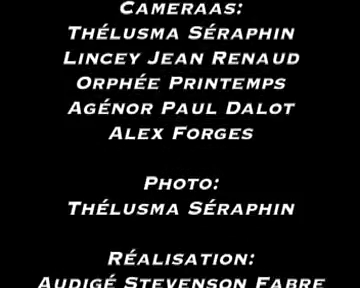 CAMERAAS:
THÉLUSMA SÉRAPHIN
LINCEY JEAN RENAUD
ORPHÉE PRINTEMPS
AGÉNOR PAUL DALOT
ALEX FORGES
PHOTO:
THÉLUSMA SÉRAPHIN
RÉALISATION:
AUDIGÉ STEVENSON FABRE